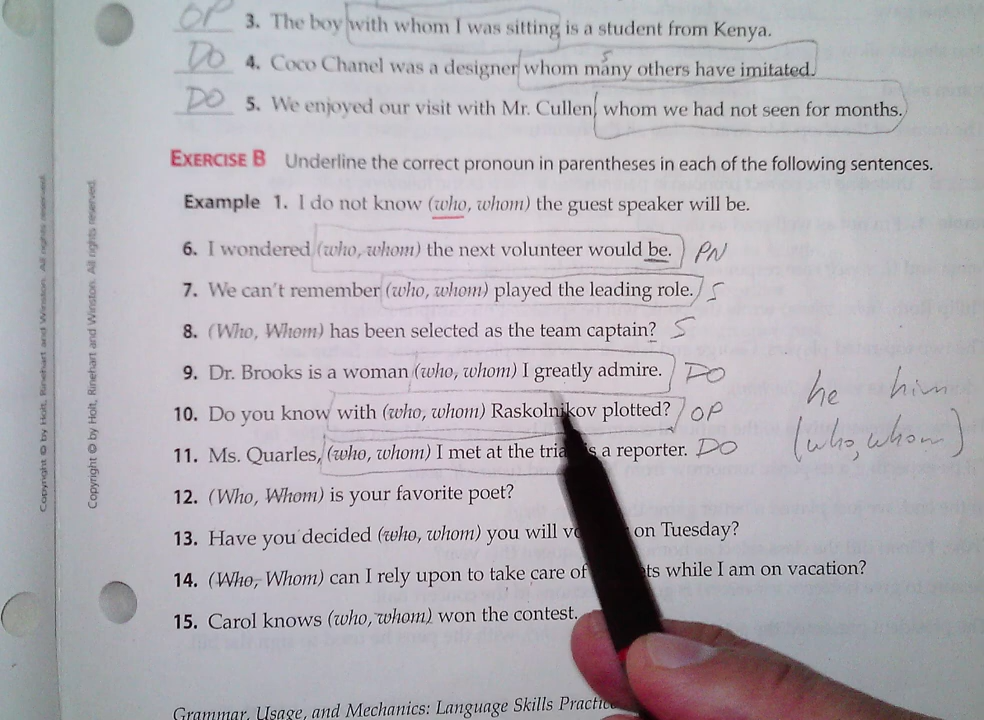 OP 3. The boy with whom I was sitting is a student from Kenya.
S
DO 4. Coco Chanel was a designer whom many others have imitated.
DO 5. We enjoyed our visit with Mr. Cullen, whom we had not seen for months.
EXERCISE B Underline the correct pronoun in parentheses in each of the following sentences.
Example 1. I do not know (who, whom) the guest speaker will be.
6. I wondered (who, whom) the next volunteer would be. PN
7. We can't remember (who, whom) played the leading role. S
8. (Who, Whom) has been selected as the team captain? S
9. Dr. Brooks is a woman (who, whom) I greatly admire. DO
he him
10. Do you know with (who, whom) Raskolnikov plotted? OP
(who, whom)
11. Ms. Quarles, (who, whom) I met at the tria s a reporter. DO
12. (Who, Whom) is your favorite poet?
13. Have you decided (who, whom) you will on Tuesday?
14. (Who, Whom) can I rely upon to take care of ts while I am on vacation?
15. Carol knows (who, whom) won the contest.
Grammar, Usage, and Mechanics: Language Skills
Copyright © by Holt, Rinehart and Winston. All rights reserved.
Copyright © by Holt, Rinehart and Winston. All rights reserved.